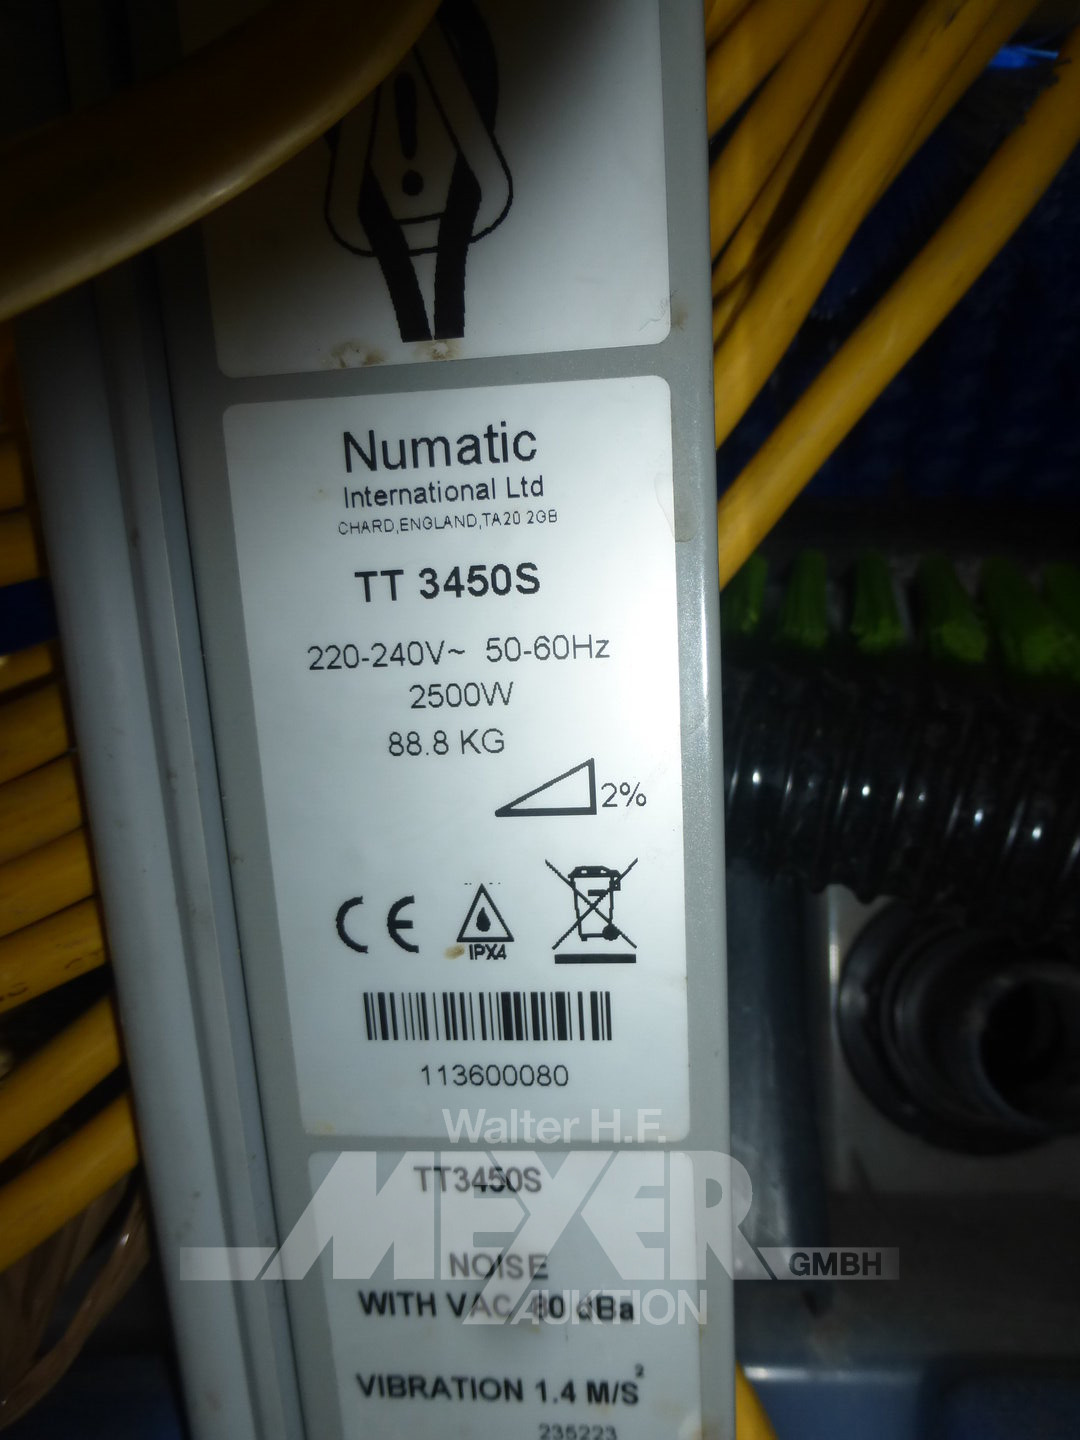 Numatic
International Ltd
CHARD,ENGLAND,TA20 2GB
TT 3450S
220-240V~ 50-60Hz
2500W
88.8 KG
2%
CE
IPX4
113600080
Walter H.F.
MEYER
GMBH
AUKTION
TT3450S
NOISE
WITH VAC 80 dBa
VIBRATION 1.4 M/S²
235223